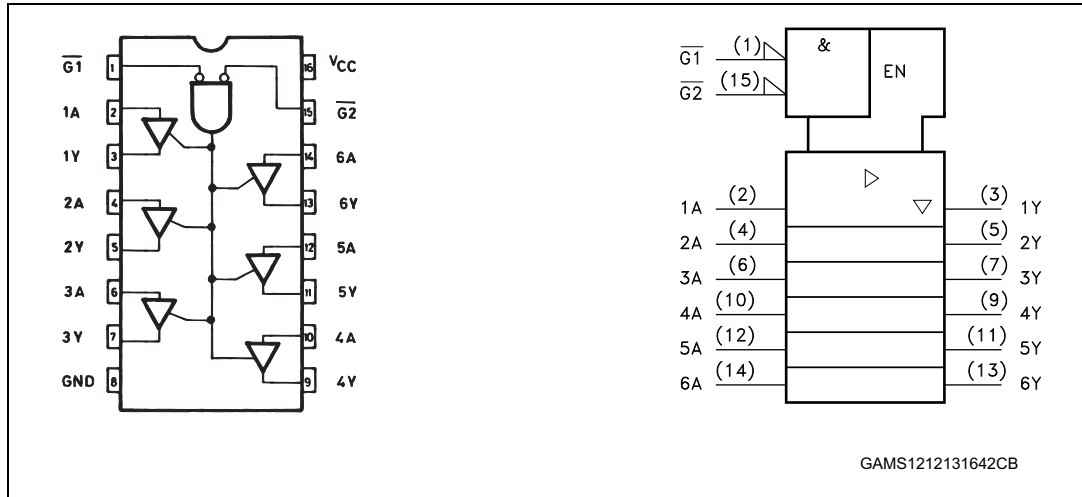 G1 1 16 VCC
1A 2 15 G2
1Y 3 14 6A
2A 4 13 6Y
2Y 5 12 5A
3A 6 11 5Y
3Y 7 10 4A
GND 8 9 4Y
G1 (1) & EN
G2 (15)
1A (2) (3) 1Y
2A (4) (5) 2Y
3A (6) (7) 3Y
4A (10) (9) 4Y
5A (12) (11) 5Y
6A (14) (13) 6Y
GAMS1212131642CB